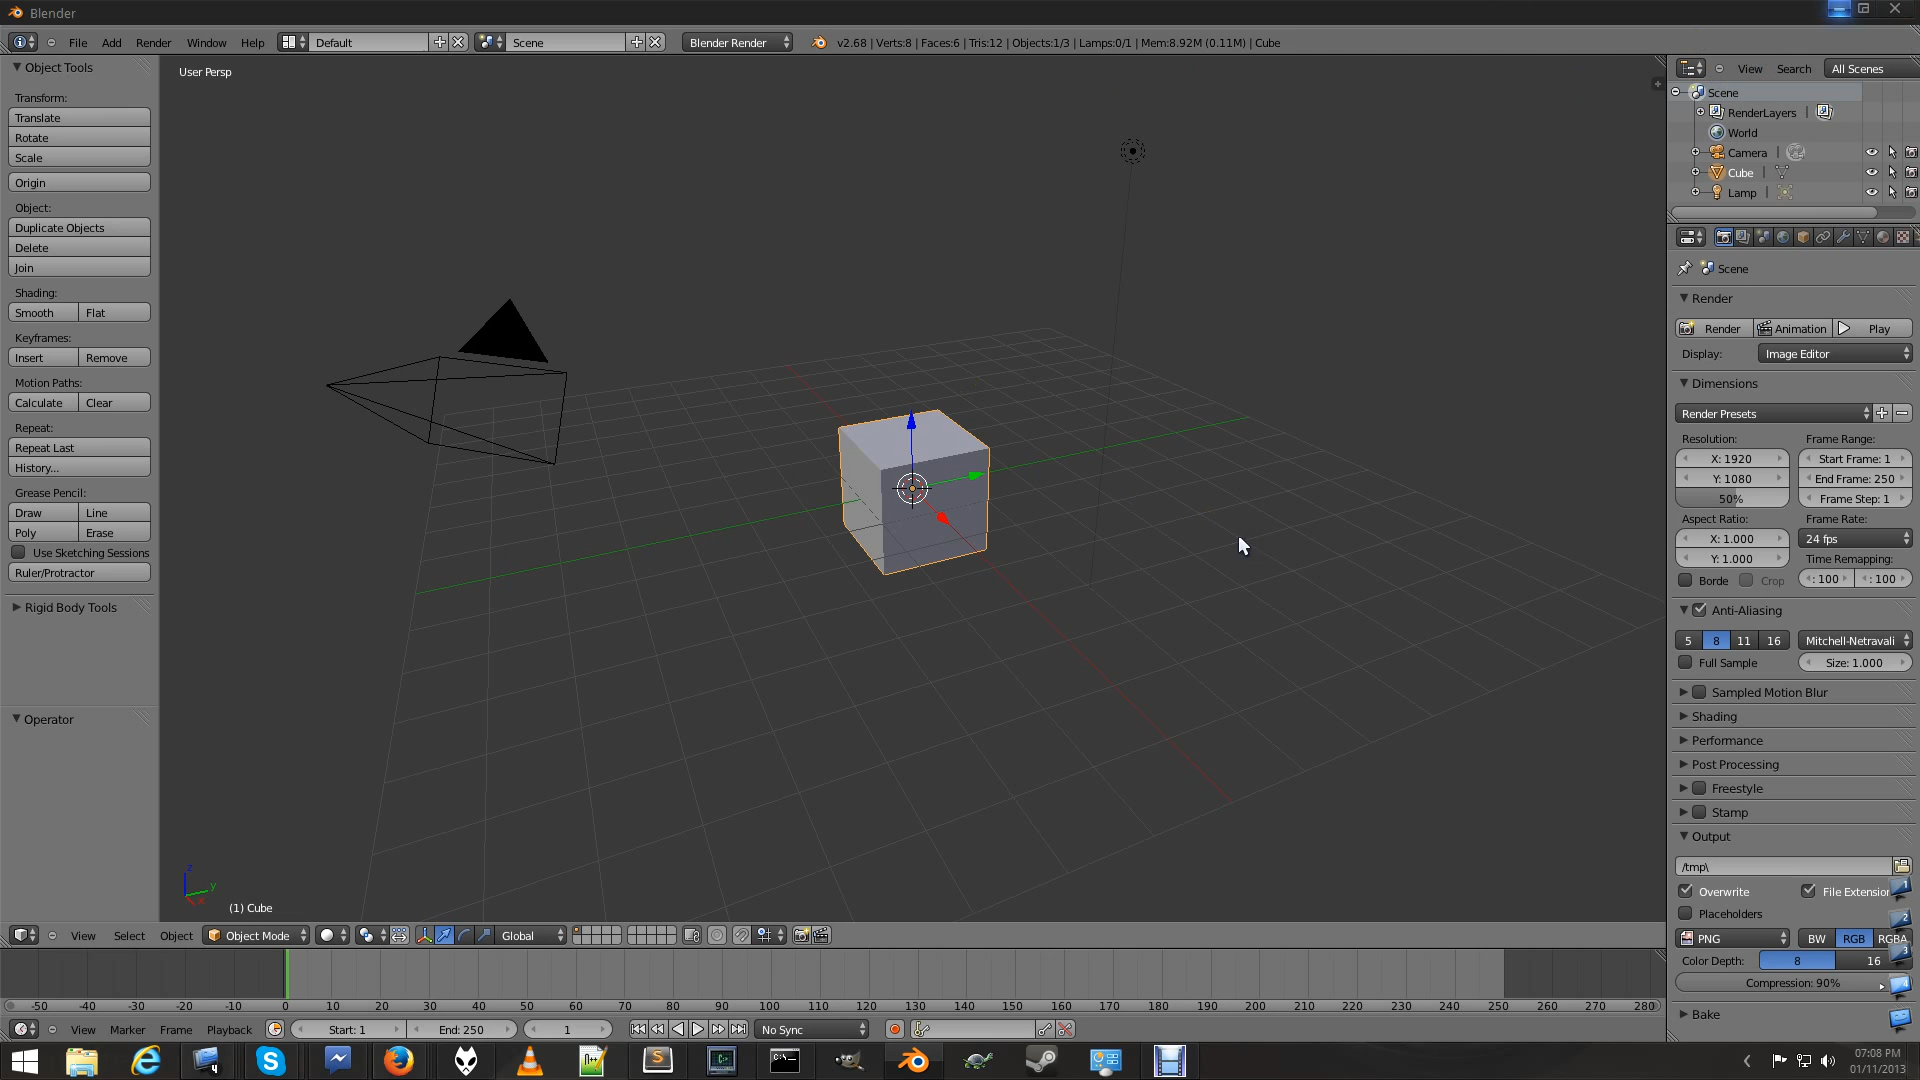 Blender
File Add Render Window Help Default Scene Blender Render v2.68 | Verts:8 | Faces:6 | Tris:12 | Objects:1/3 | Lamps:0/1 | Mem:8.92M (0.11M) | Cube
Object Tools
Transform:
Translate
Rotate
Scale
Origin
Object:
Duplicate Objects
Delete
Join
Shading:
Smooth Flat
Keyframes:
Insert Remove
Motion Paths:
Calculate Clear
Repeat:
Repeat Last
History...
Grease Pencil:
Draw Line
Poly Erase
Use Sketching Sessions
Ruler/Protractor
Rigid Body Tools
Operator
User Persp
z
y
x
(1) Cube
View Search All Scenes
Scene
RenderLayers |
World
Camera |
Cube |
Lamp |
Scene
Render
Render Animation Play
Display: Image Editor
Dimensions
Render Presets
Resolution: Frame Range:
X: 1920 Start Frame: 1
Y: 1080 End Frame: 250
50% Frame Step: 1
Aspect Ratio: Frame Rate:
X: 1.000 24 fps
Y: 1.000 Time Remapping:
Borde Crop : 100 : 100
Anti-Aliasing
5 8 11 16 Mitchell-Netravali
Full Sample Size: 1.000
Sampled Motion Blur
Shading
Performance
Post Processing
Freestyle
Stamp
Output
/tmp\
Overwrite File Extension
Placeholders
PNG BW RGB RGBA
Color Depth: 8 16
Compression: 90%
Bake
1
2
3
View Select Object Object Mode Global
-50 -40 -30 -20 -10 0 10 20 30 40 50 60 70 80 90 100 110 120 130 140 150 160 170 180 190 200 210 220 230 240 250 260 270 280
View Marker Frame Playback Start: 1 End: 250 1 No Sync
4
07:08 PM
01/11/2013